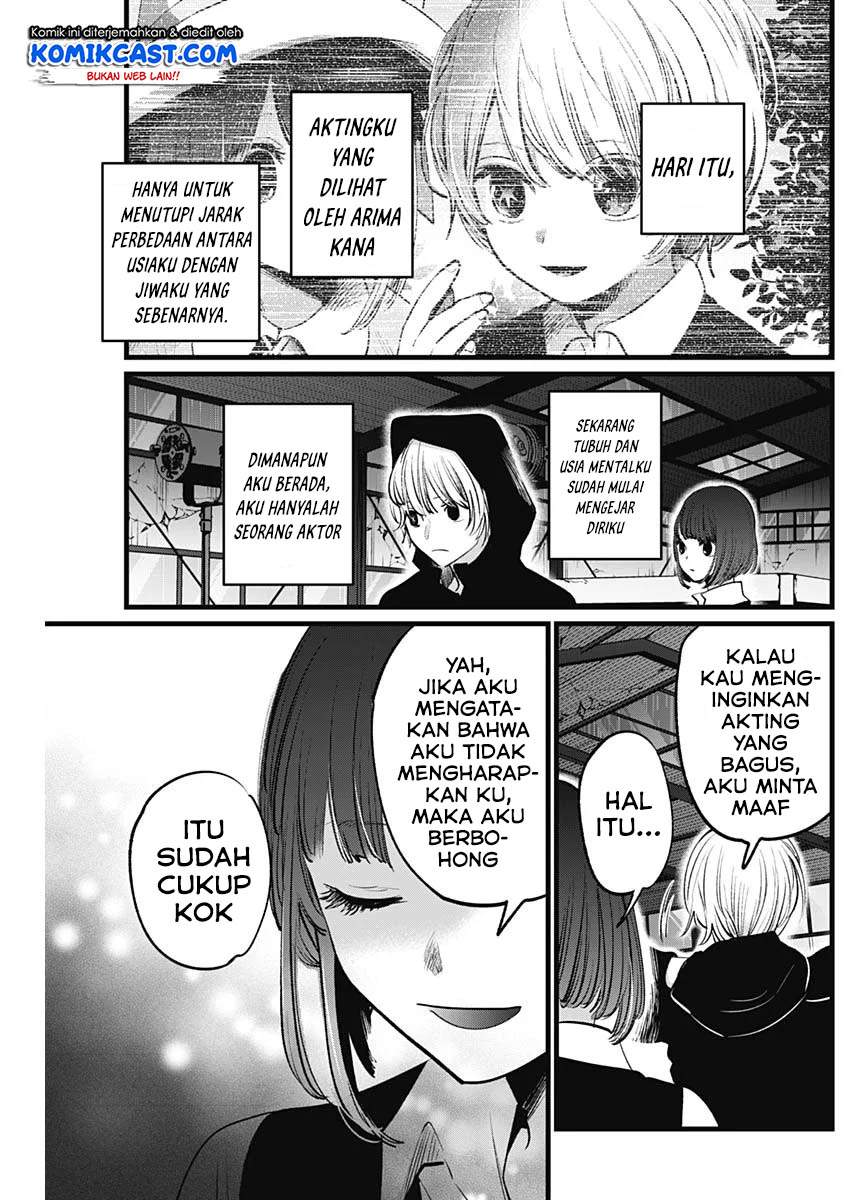 Komik ini diterjemahkan & diedit oleh
KOMIKCAST.COM
BUKAN WEB LAIN!!
HARI ITU,
AKTINGKU
YANG
DILIHAT
OLEH ARIMA
KANA
HANYA UNTUK
MENUTUPI JARAK
PERBEDAAN ANTARA
USIAKU DENGAN
JIWAKU YANG
SEBENARNYA.
SEKARANG
TUBUH DAN
USIA MENTALKU
SUDAH MULAI
MENGEJAR
DIRIKU
DIMANAPUN
AKU BERADA,
AKU HANYALAH
SEORANG AKTOR
KALAU
KAU MENG-
INGINKAN
AKTING
YANG
BAGUS,
AKU MINTA
MAAF
HAL
ITU...
YAH,
JIKA AKU
MENGATA-
KAN BAHWA
AKU TIDAK
MENGHARAP-
KAN KU,
MAKA AKU
BERBO-
HONG
ITU
SUDAH
CUKUP
KOK